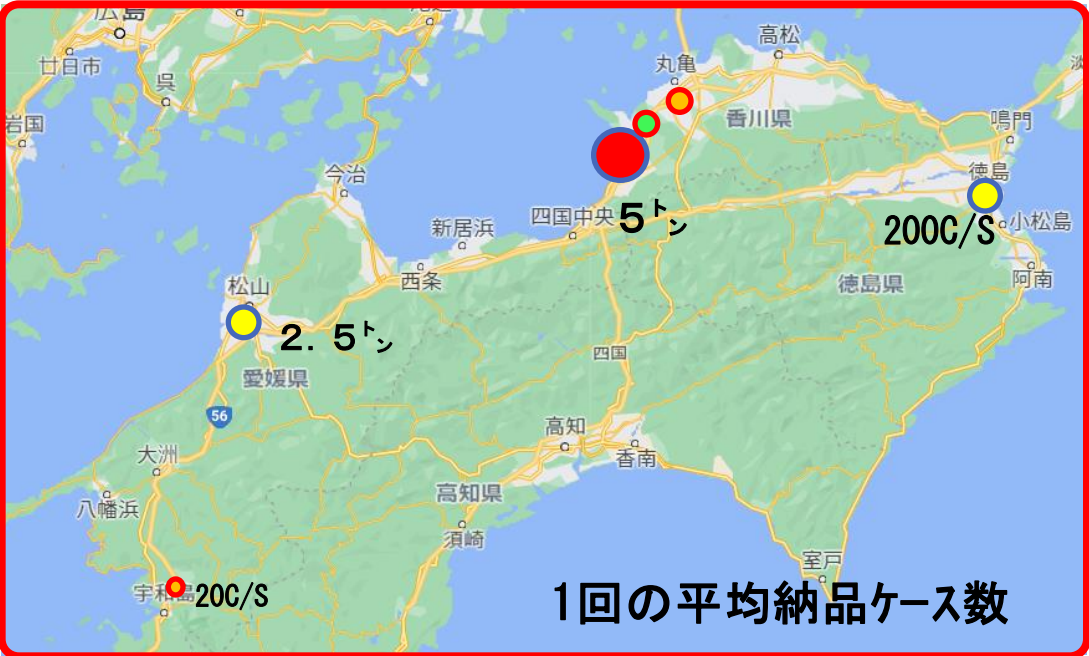 広島
廿日市
呉
岩国
高松
丸亀
香川県
鳴門
徳島
今治
四国中央
5㌧
200C/S
小松島
新居浜
西条
阿南
徳島県
松山
2.5㌧
四国
愛媛県
56
高知
香南
大洲
高知県
八幡浜
須崎
室戸
宇和島
20C/S
1回の平均納品ケース数